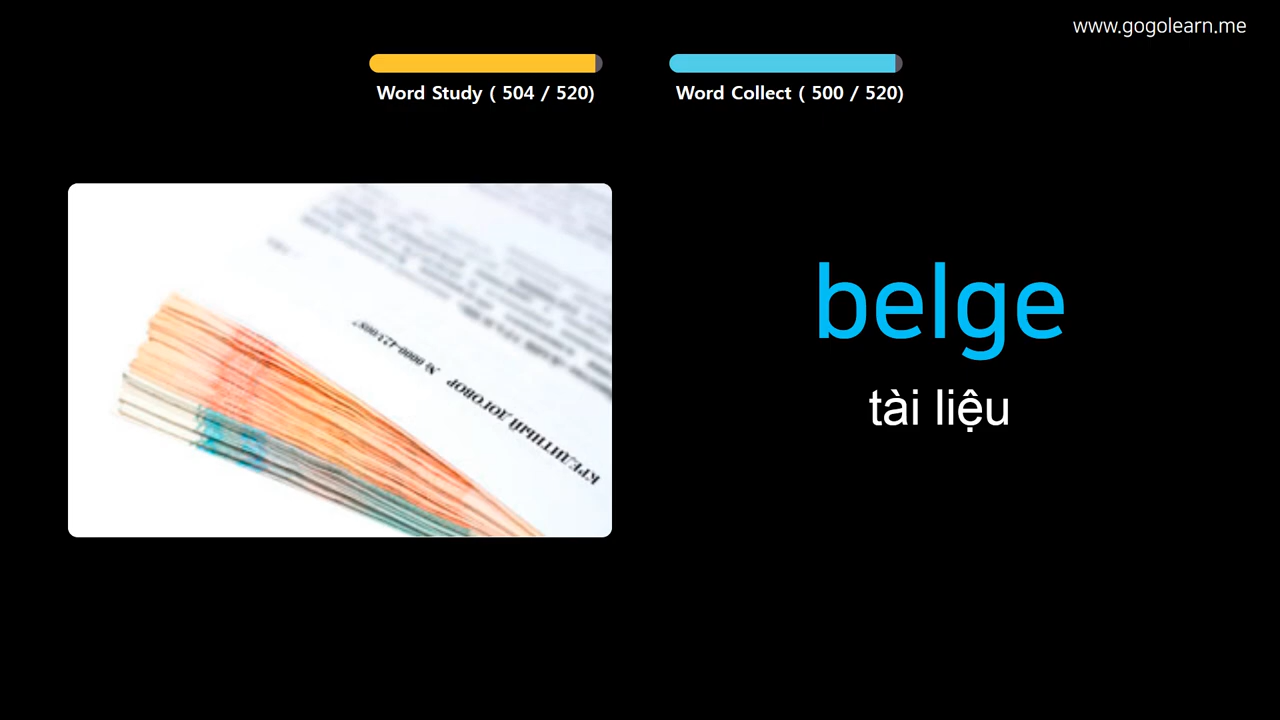 www.gogolearn.me
Word Study ( 504 / 520)
Word Collect ( 500 / 520)
КРЕДИТНЫЙ ДОГОВОР
belge
tài liệu